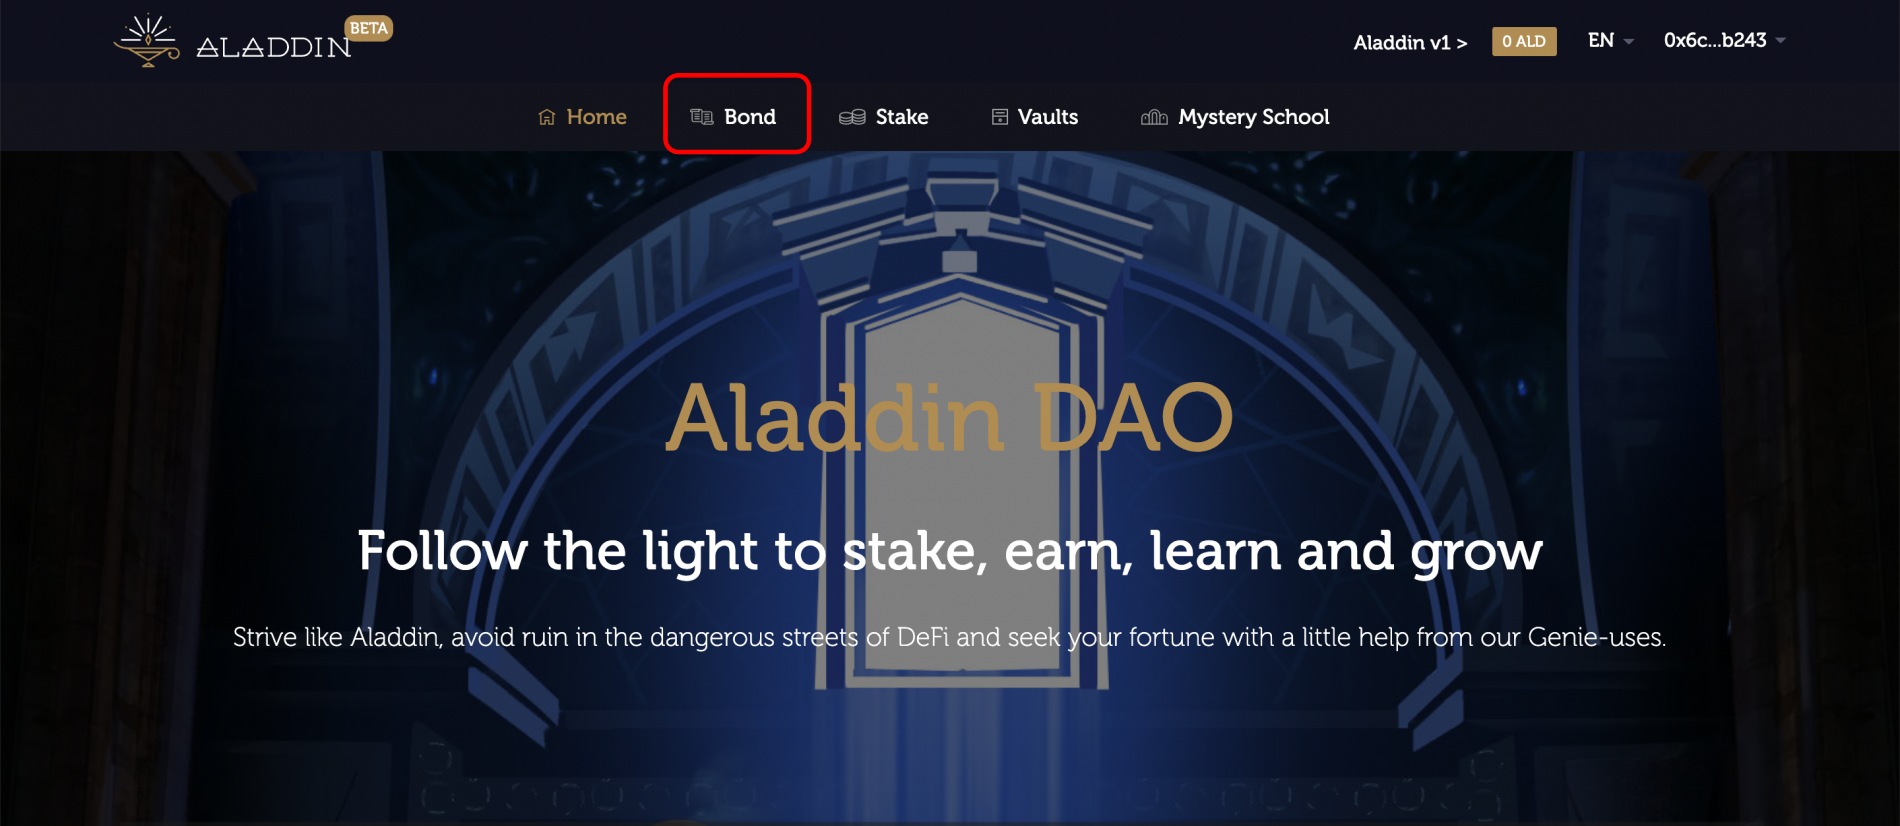 ALADDIN BETA
Aladdin v1 > 0 ALD EN 0x6c...b243
Home Bond Stake Vaults Mystery School
Aladdin DAO
Follow the light to stake, earn, learn and grow
Strive like Aladdin, avoid ruin in the dangerous streets of DeFi and seek your fortune with a little help from our Genie-uses.